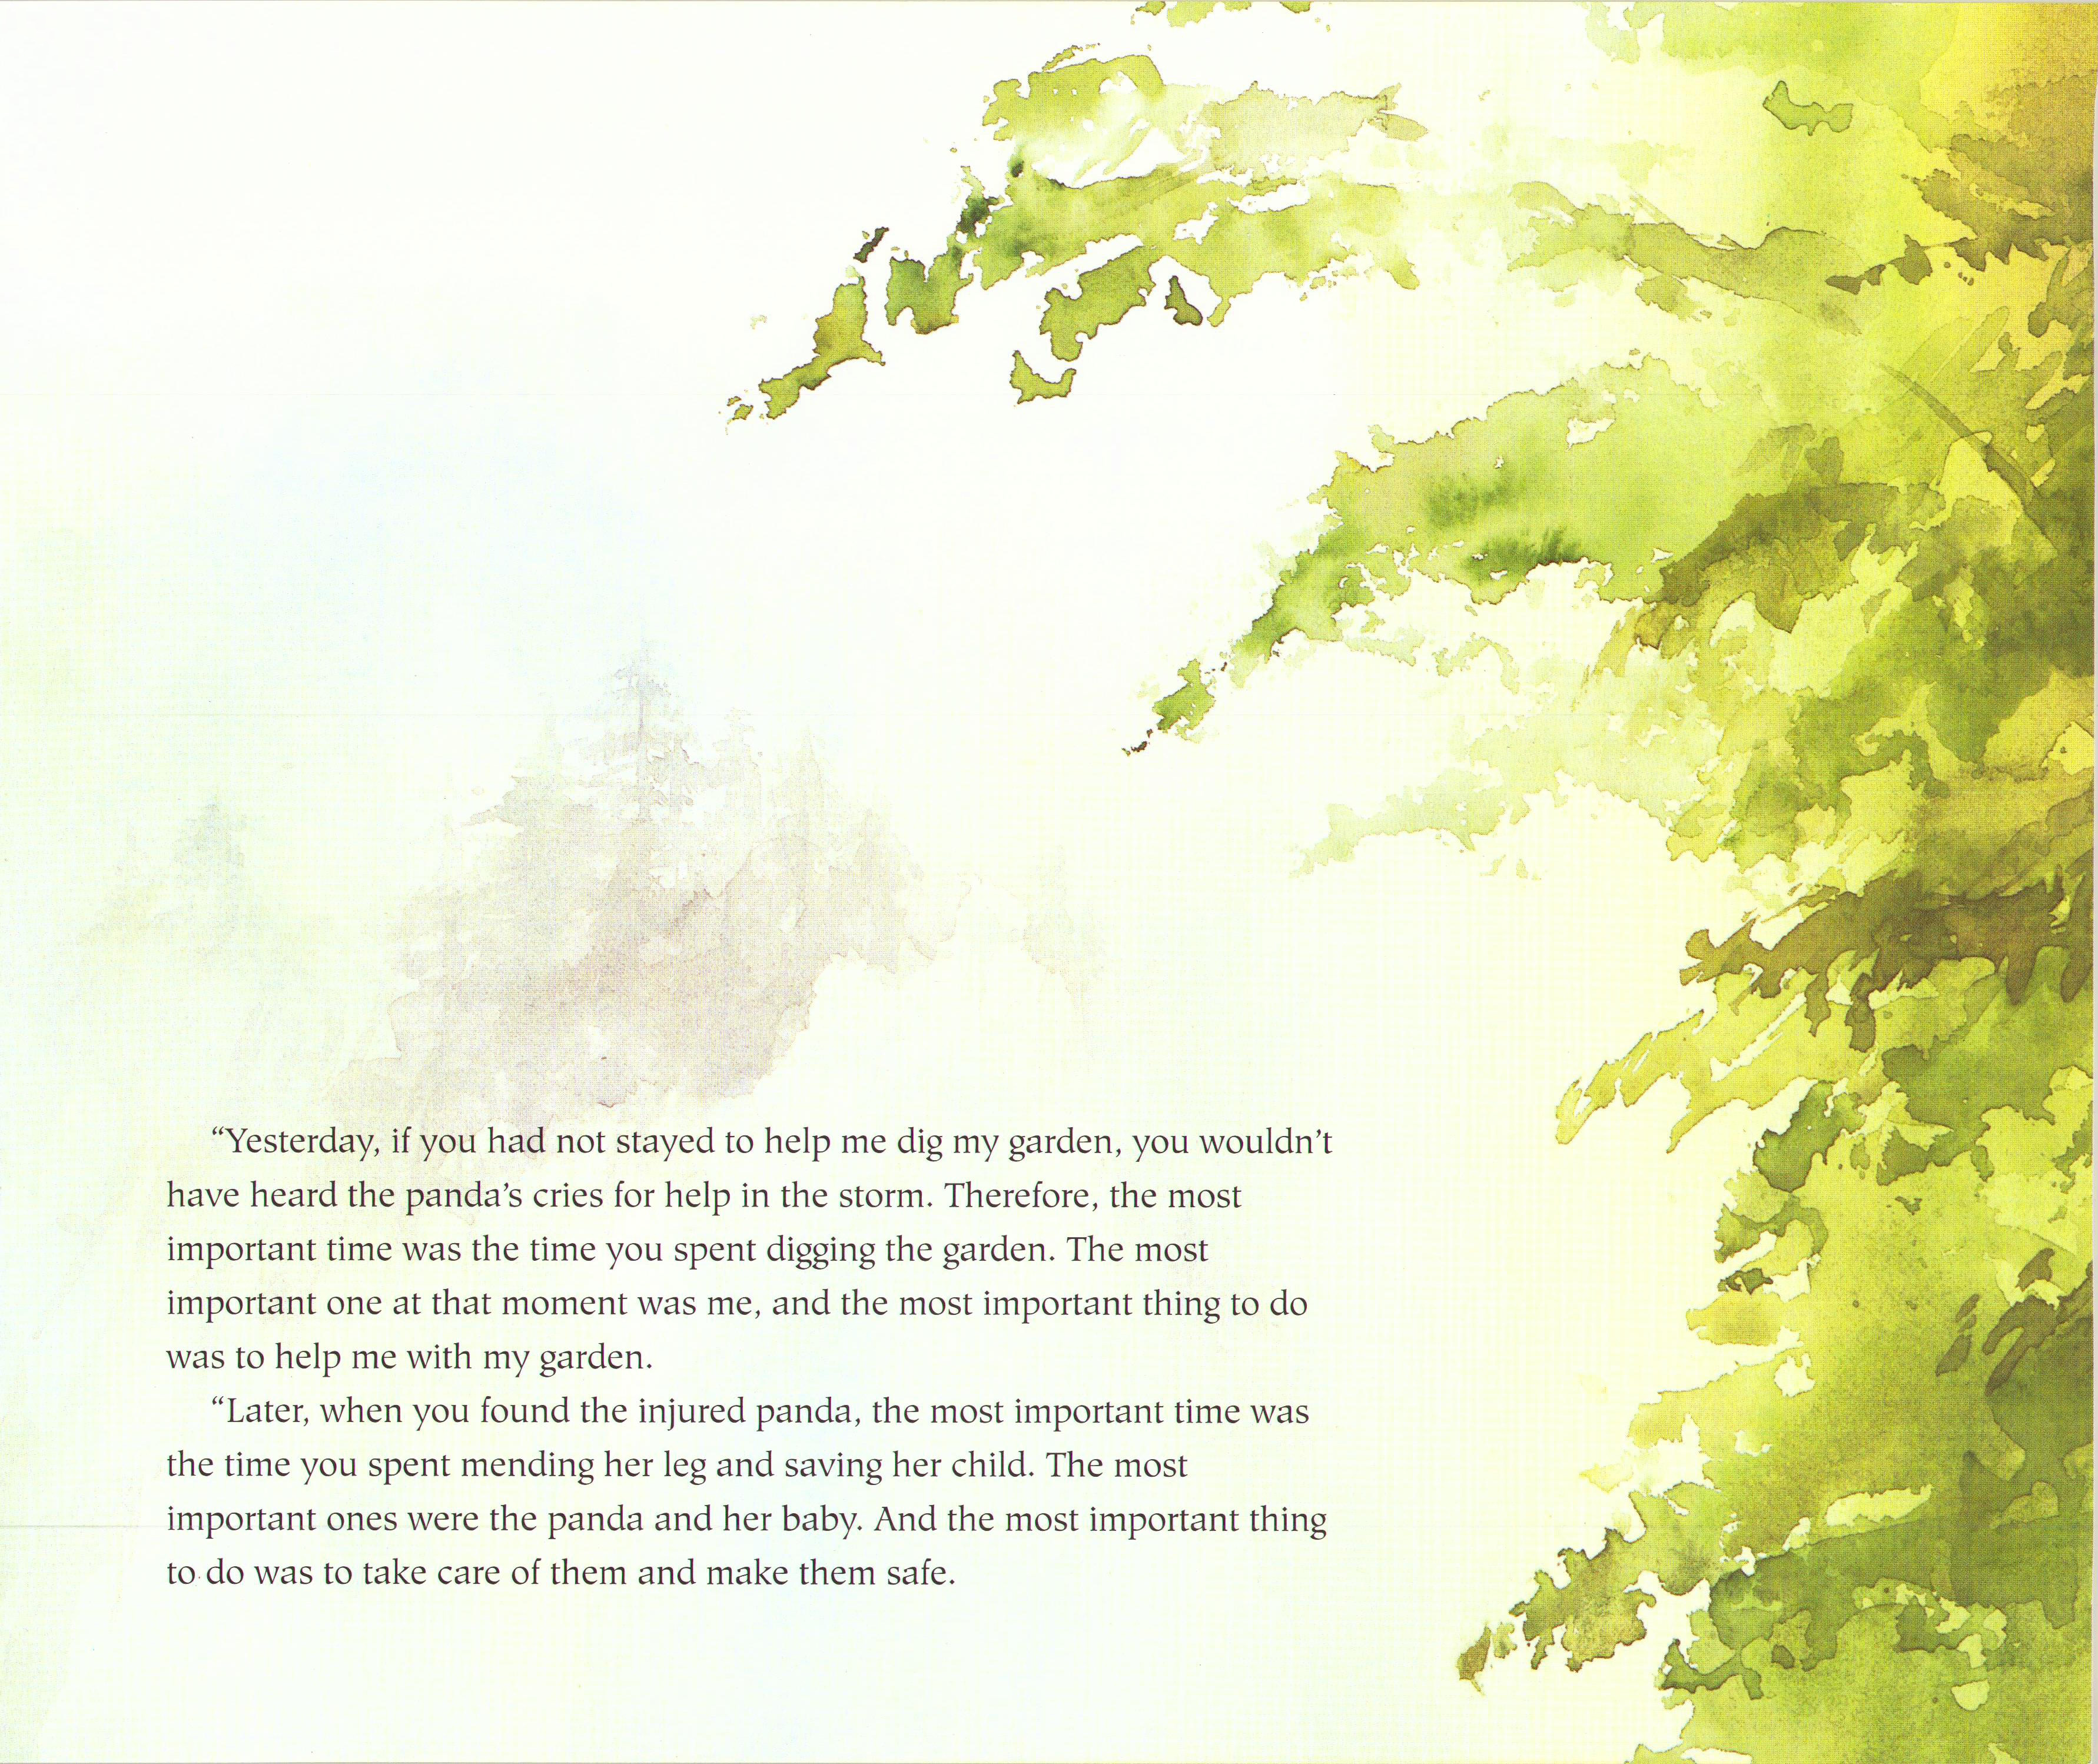 “Yesterday, if you had not stayed to help me dig my garden, you wouldn’t
have heard the panda’s cries for help in the storm. Therefore, the most
important time was the time you spent digging the garden. The most
important one at that moment was me, and the most important thing to do
was to help me with my garden.
“Later, when you found the injured panda, the most important time was
the time you spent mending her leg and saving her child. The most
important ones were the panda and her baby. And the most important thing
to do was to take care of them and make them safe.